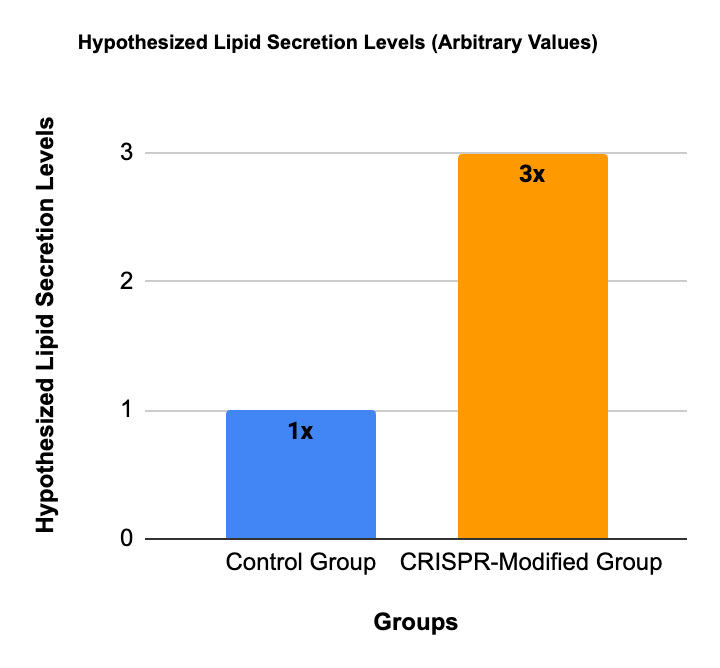 Hypothesized Lipid Secretion Levels (Arbitrary Values)
Hypothesized Lipid Secretion Levels
3
2
1
0
1x
3x
Control Group
CRISPR-Modified Group
Groups